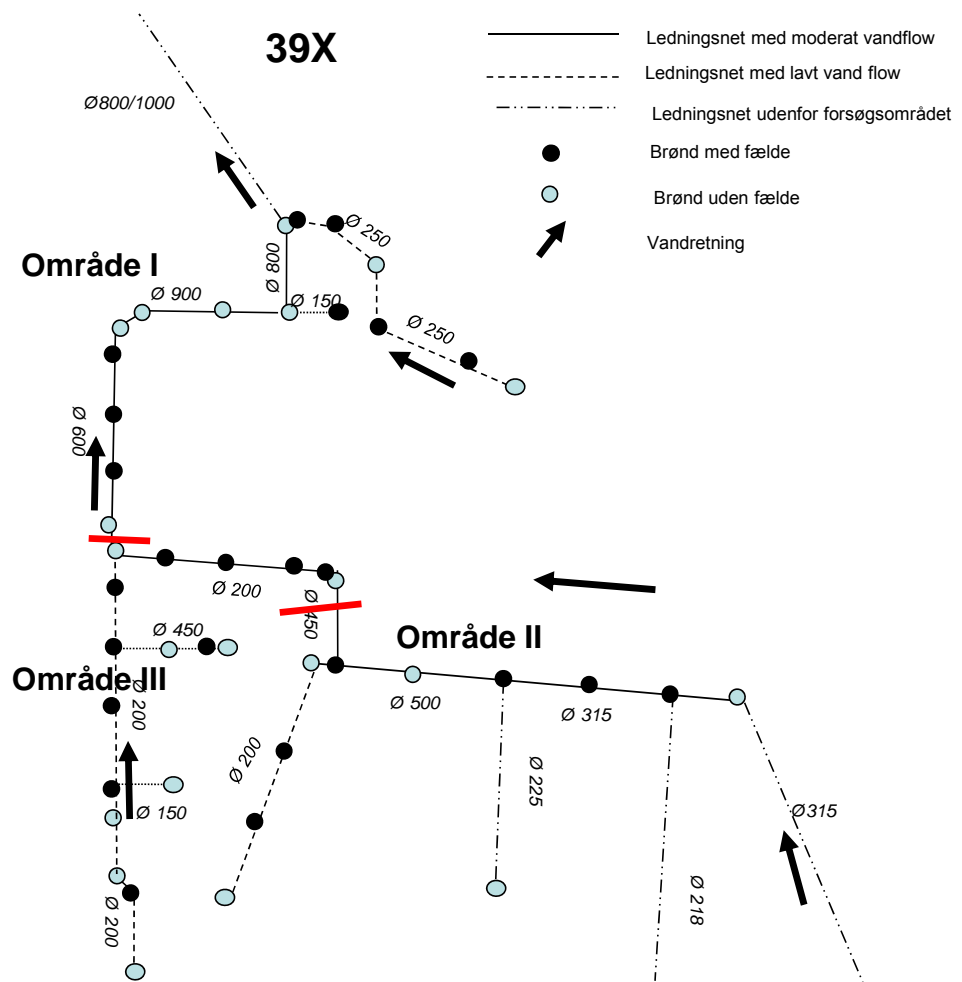 39X
Ledningsnet med moderat vandflow
Ledningsnet med lavt vand flow
Ledningsnet udenfor forsøgsområdet
Brønd med fælde
Brønd uden fælde
Vandretning
Ø800/1000
Område I
Ø 250
Ø 800
Ø 900
Ø 150
Ø 250
Ø 600
Ø 200
Ø 450
Ø 450
Område II
Område III
Ø 200
Ø 500
Ø 315
Ø 200
Ø 225
Ø 150
Ø315
Ø 218
Ø 200